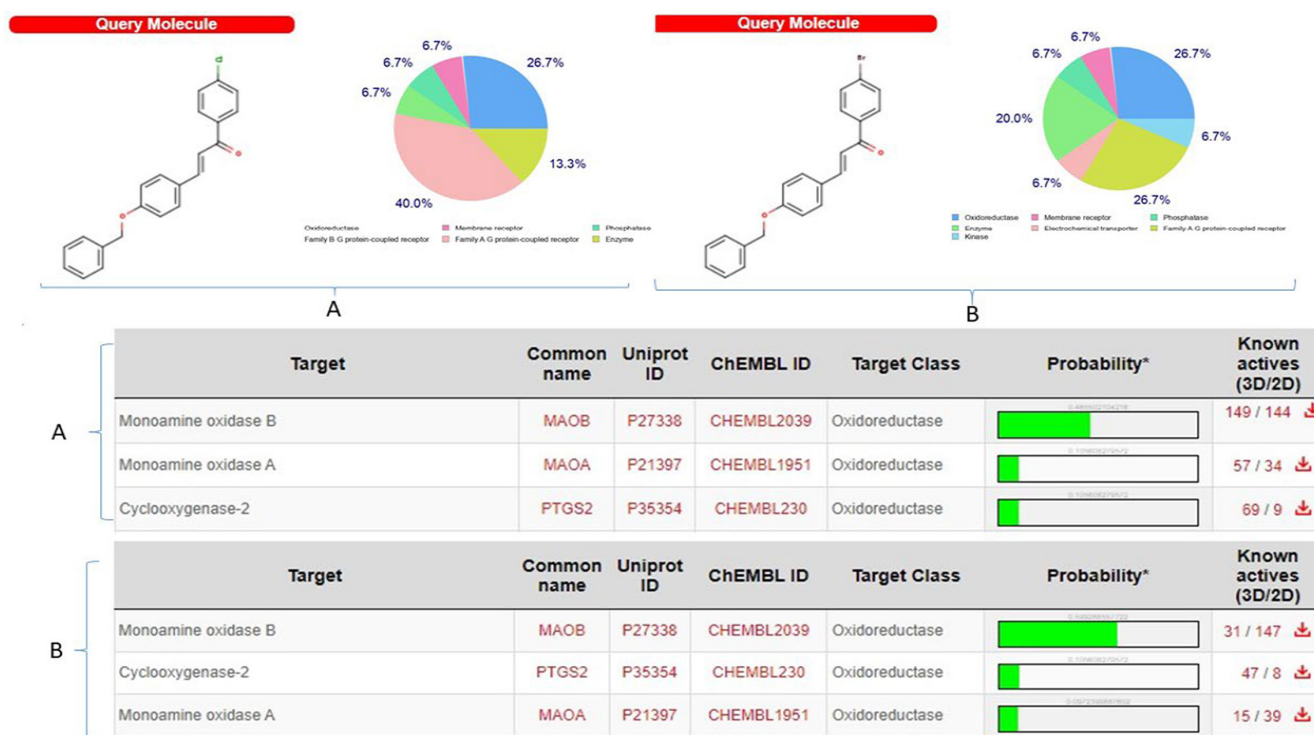 Query Molecule
Query Molecule
Cl
O
O
6.7%
6.7%
6.7%
26.7%
13.3%
40.0%
Oxidoreductase Membrane receptor Phosphatase
Family B G protein-coupled receptor Family A G protein-coupled receptor Enzyme
Br
O
O
6.7%
6.7%
26.7%
20.0%
6.7%
6.7%
26.7%
Oxidoreductase Membrane receptor Phosphatase
Enzyme Electrochemical transporter Family A G protein-coupled receptor
Kinase
A
B
A
Target Common name Uniprot ID ChEMBL ID Target Class Probability* Known actives (3D/2D)
Monoamine oxidase B MAOB P27338 CHEMBL2039 Oxidoreductase 149 / 144
Monoamine oxidase A MAOA P21397 CHEMBL1951 Oxidoreductase 57 / 34
Cyclooxygenase-2 PTGS2 P35354 CHEMBL230 Oxidoreductase 69 / 9
B
Target Common name Uniprot ID ChEMBL ID Target Class Probability* Known actives (3D/2D)
Monoamine oxidase B MAOB P27338 CHEMBL2039 Oxidoreductase 31 / 147
Cyclooxygenase-2 PTGS2 P35354 CHEMBL230 Oxidoreductase 47 / 8
Monoamine oxidase A MAOA P21397 CHEMBL1951 Oxidoreductase 15 / 39